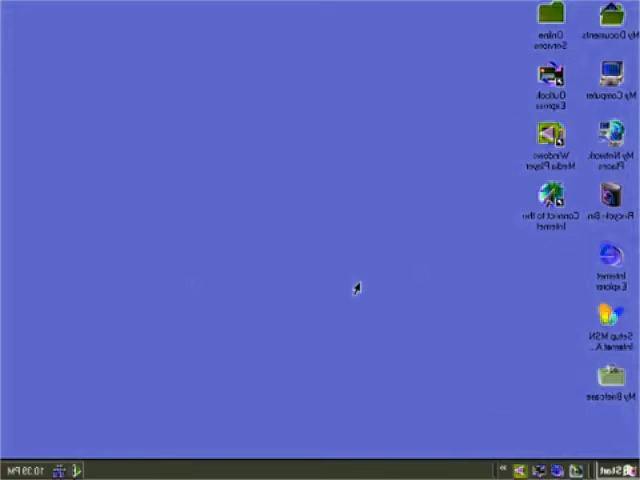 My Documents
Online
Services
My Computer
Outlook
Express
My Network
Places
Windows
Media Player
Recycle Bin
Connect to the
Internet
Internet
Explorer
Setup MSN
Internet A...
My Briefcase
Start
»
10:39 PM